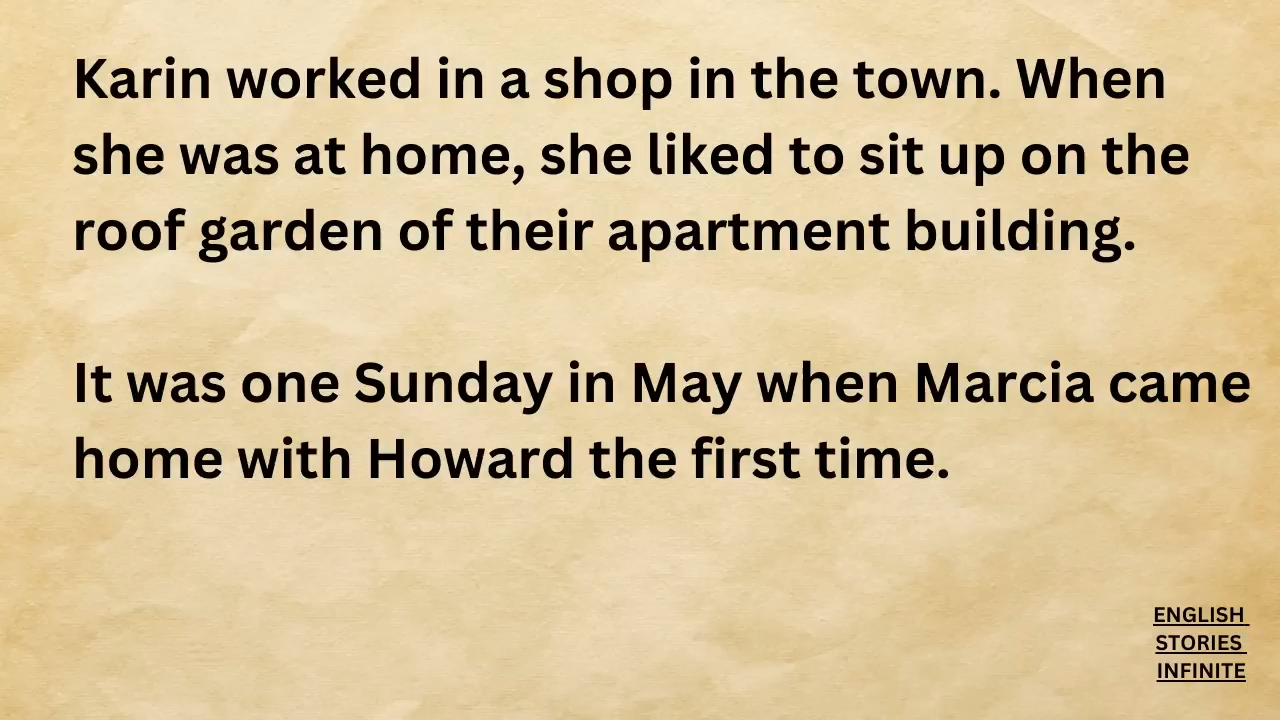 Karin worked in a shop in the town. When
she was at home, she liked to sit up on the
roof garden of their apartment building.
It was one Sunday in May when Marcia came
home with Howard the first time.
ENGLISH
STORIES
INFINITE